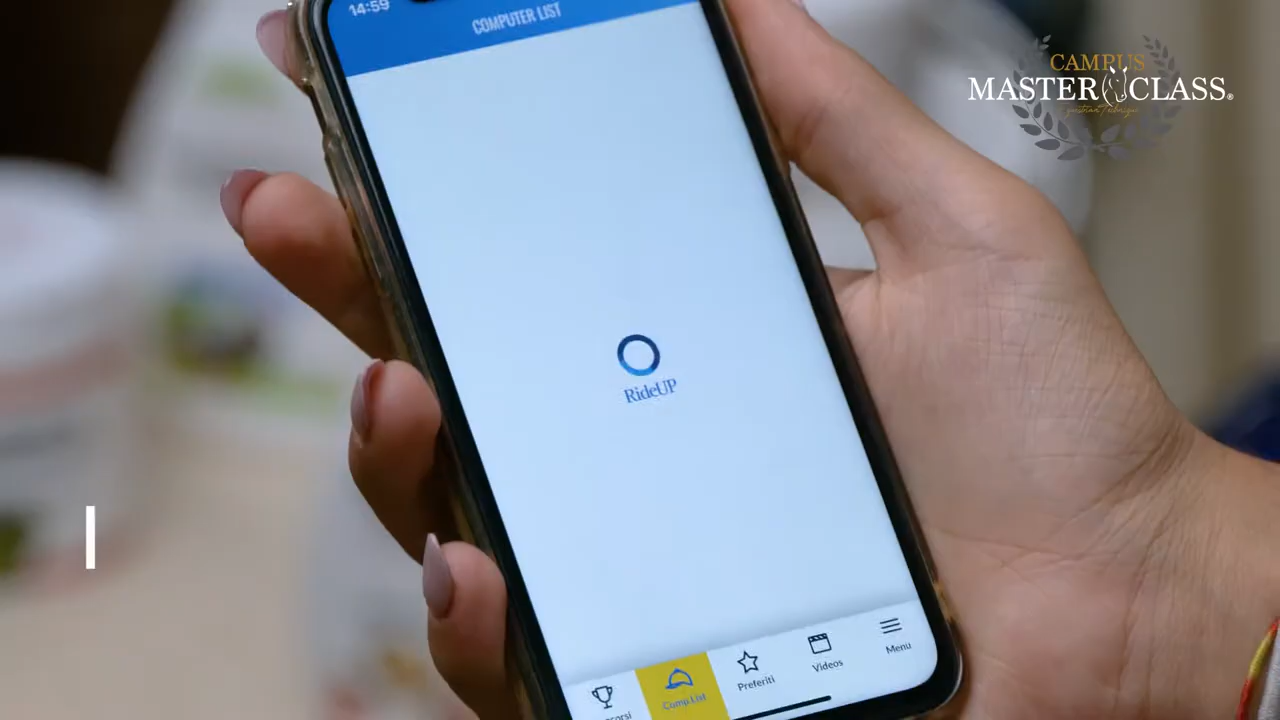 14:59
COMPUTER LIST
CAMPUS
MASTER CLASS®
RideUP
Comp.List
Preferiti
Videos
Menu